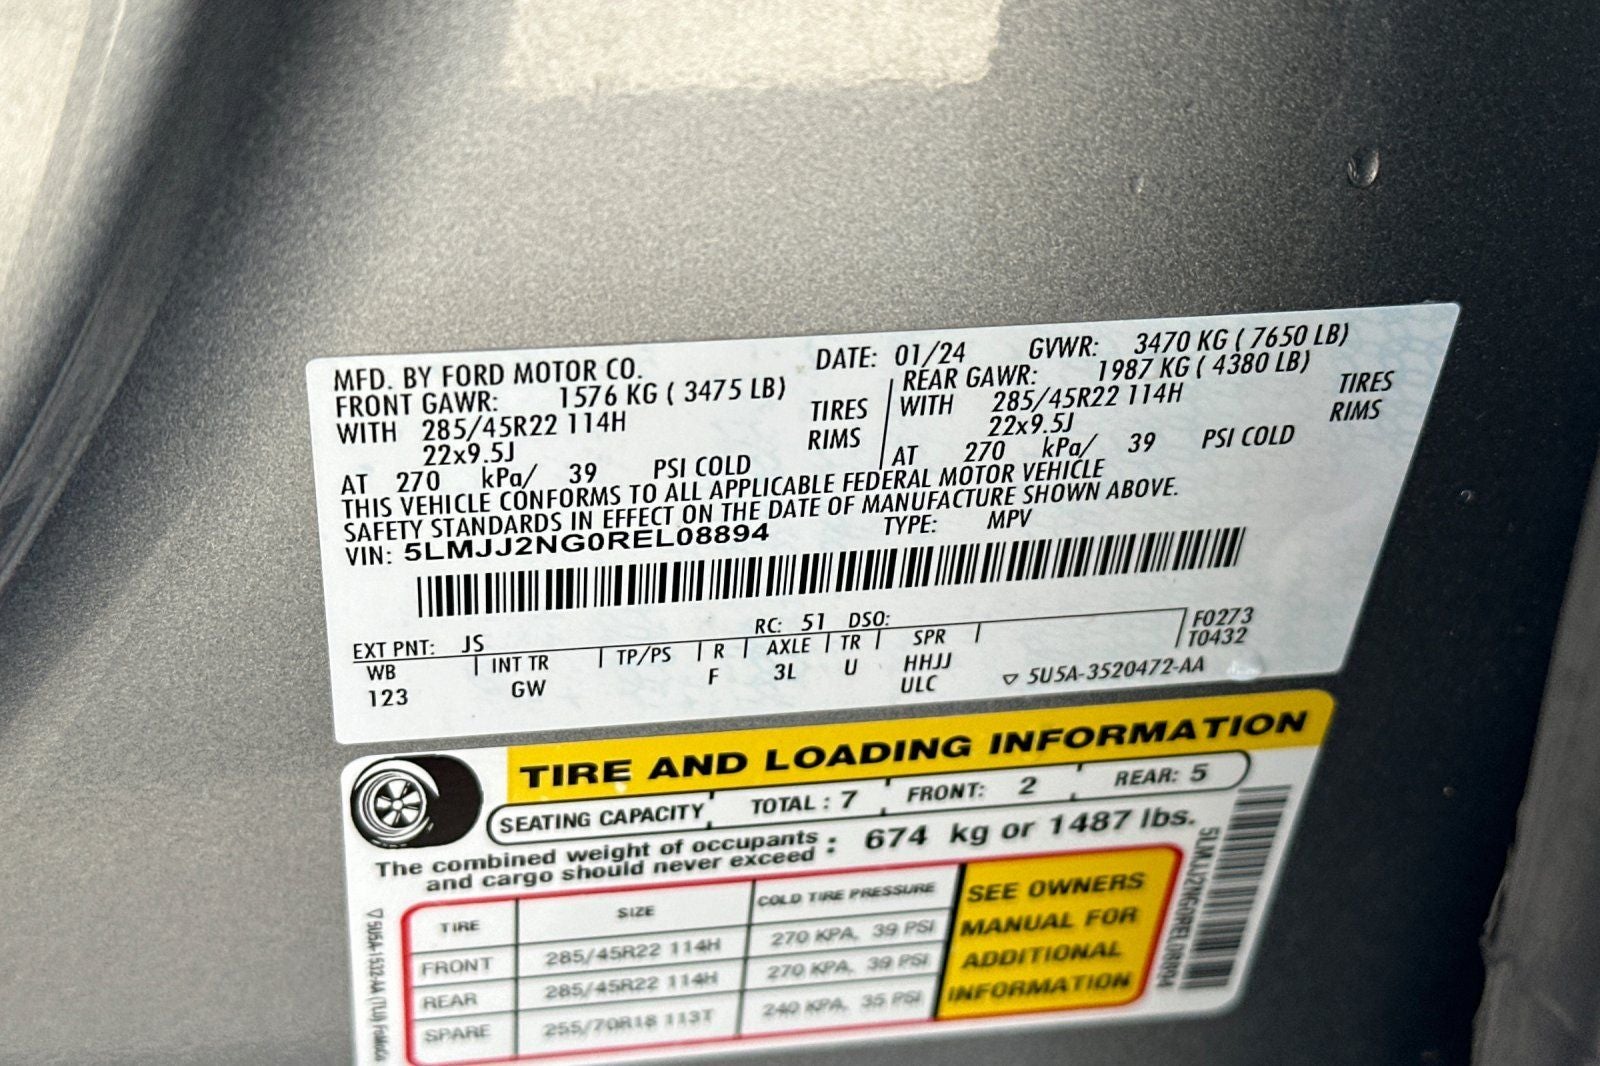 MFD. BY FORD MOTOR CO. DATE: 01/24 GVWR: 3470 KG ( 7650 LB)
FRONT GAWR: 1576 KG ( 3475 LB) REAR GAWR: 1987 KG ( 4380 LB)
WITH 285/45R22 114H TIRES WITH 285/45R22 114H TIRES
22x9.5J RIMS 22x9.5J RIMS
AT 270 kPa/ 39 PSI COLD AT 270 kPa/ 39 PSI COLD
THIS VEHICLE CONFORMS TO ALL APPLICABLE FEDERAL MOTOR VEHICLE
SAFETY STANDARDS IN EFFECT ON THE DATE OF MANUFACTURE SHOWN ABOVE.
VIN: 5LMJJ2NG0REL08894 TYPE: MPV
EXT PNT: JS RC: 51 DSO: F0273
WB INT TR TP/PS R AXLE TR SPR T0432
123 GW F 3L U HHJJ
ULC ▽ 5U5A-3520472-AA
TIRE AND LOADING INFORMATION
SEATING CAPACITY TOTAL : 7 FRONT: 2 REAR: 5
The combined weight of occupants
and cargo should never exceed : 674 kg or 1487 lbs.
TIRE SIZE COLD TIRE PRESSURE
FRONT 285/45R22 114H 270 KPA, 39 PSI
REAR 285/45R22 114H 270 KPA, 39 PSI
SPARE 255/70R18 113T 240 KPA, 35 PSI
SEE OWNERS
MANUAL FOR
ADDITIONAL
INFORMATION
5LMJJ2NG0REL08894
▽ 5U5A-1532-AA (TLU)